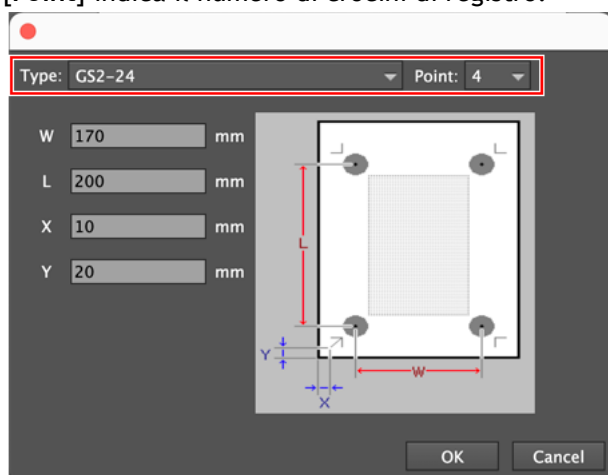 [Point] indica il numero di crocini di registro.
Type: GS2-24 Point: 4
W 170 mm
L 200 mm
X 10 mm
Y 20 mm
L
Y
W
X
OK Cancel